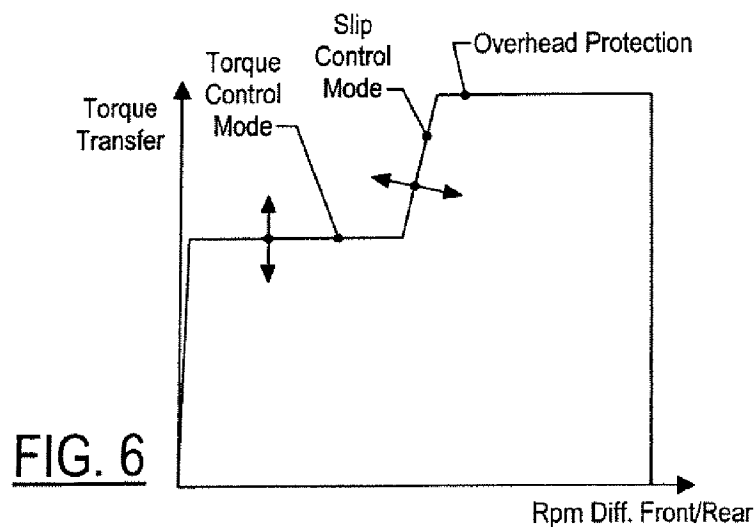 Slip
Control
Mode
Overhead Protection
Torque
Control
Mode
Torque
Transfer
FIG. 6
Rpm Diff. Front/Rear